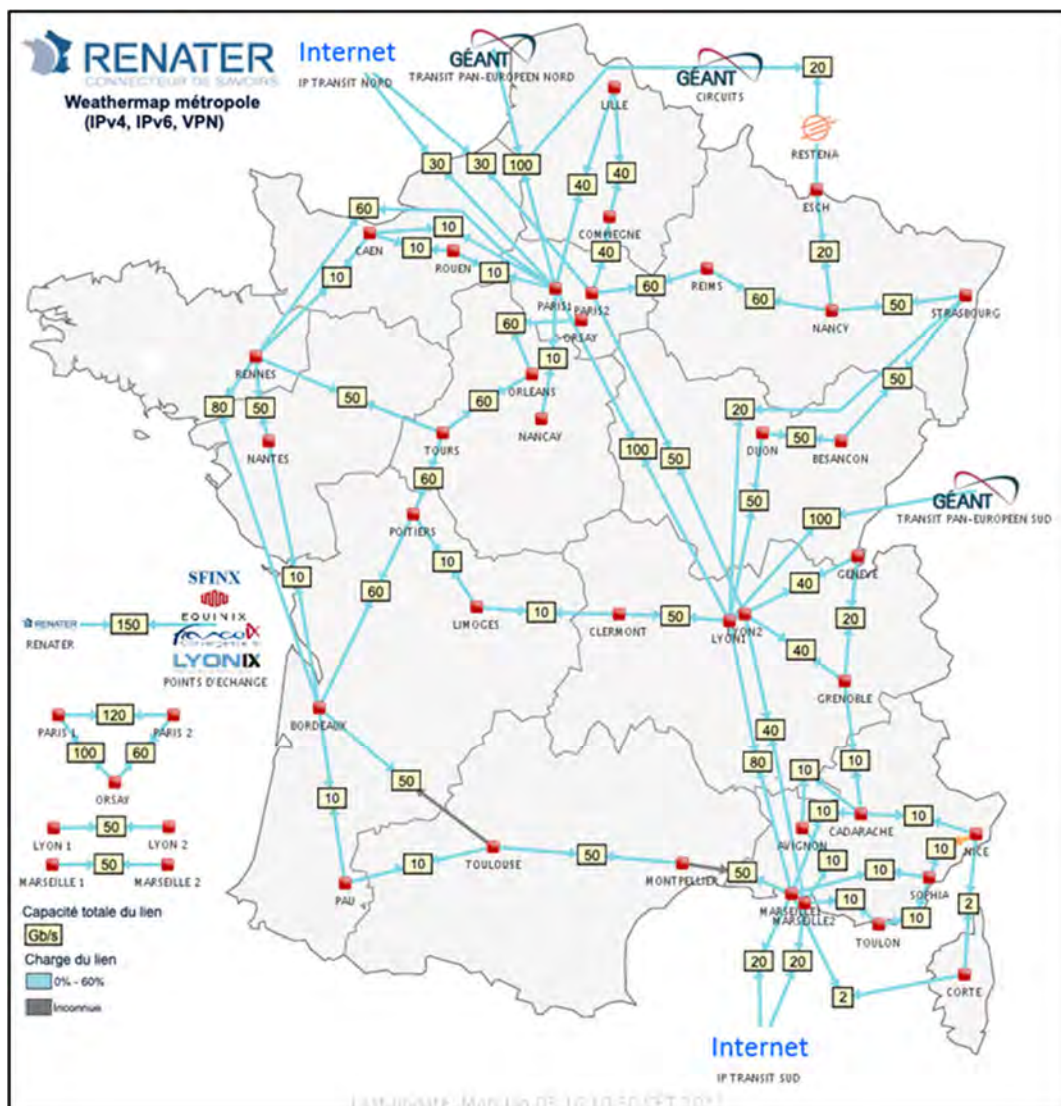 RENATER
CONNECTEUR DE SAVOIRS
Weathermap métropole
(IPv4, IPv6, VPN)
Internet
IP TRANSIT NORD
GÉANT
TRANSIT PAN-EUROPEEN NORD
GÉANT
CIRCUITS
20
LILLE
RESTENA
30
30
100
40
40
ESCH
60
CAEN
10
COMPIEGNE
10
ROUEN
40
20
10
10
PARIS1
PARIS2
60
REIMS
60
NANCY
50
STRASBOURG
60
ORSAY
RENNES
10
50
80
50
50
60
ORLEANS
20
NANTES
TOURS
NANCAY
100
50
DIJON
50
BESANCON
60
50
GÉANT
TRANSIT PAN-EUROPEEN SUD
POITIERS
100
10
GENEVE
10
60
40
SFINX
EQUINIX
RENATER
RENATER
150
LYONIX
POINTS D'ECHANGE
LIMOGES
10
CLERMONT
50
LYON1
LYON2
20
40
GRENOBLE
BORDEAUX
PARIS 1
120
PARIS 2
100
60
ORSAY
40
80
10
10
50
10
LYON 1
50
LYON 2
10
CADARACHE
10
AVIGNON
NICE
MARSEILLE 1
50
MARSEILLE 2
PAU
10
TOULOUSE
50
MONTPELLIER
50
10
10
10
SOPHIA
MARSEILLE1
MARSEILLE2
10
10
TOULON
2
Capacité totale du lien
Gb/s
Charge du lien
0% - 60%
Inconnue
20
20
2
CORTE
Internet
IP TRANSIT SUD